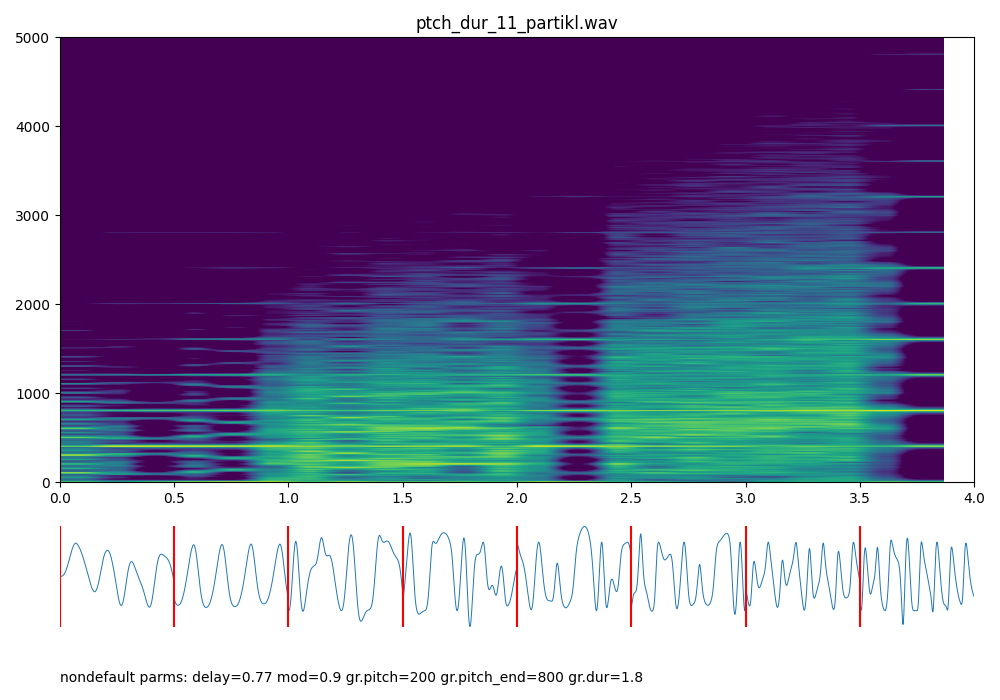 ptch_dur_11_partikl.wav
5000
4000
3000
2000
1000
0
0.0 0.5 1.0 1.5 2.0 2.5 3.0 3.5 4.0
nondefault parms: delay=0.77 mod=0.9 gr.pitch=200 gr.pitch_end=800 gr.dur=1.8